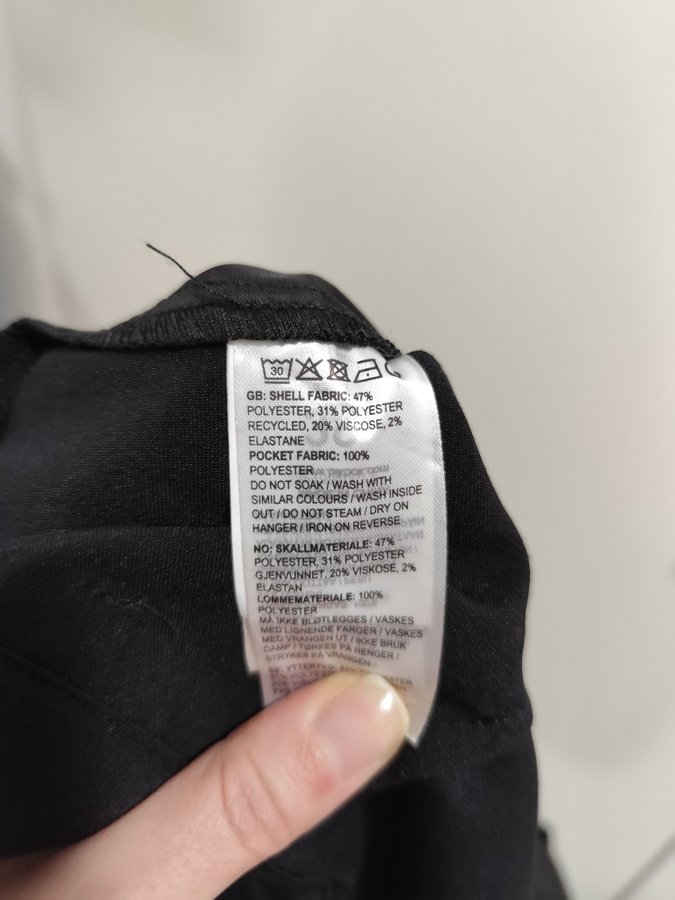 30
GB: SHELL FABRIC: 47%
POLYESTER, 31% POLYESTER
RECYCLED, 20% VISCOSE, 2%
ELASTANE
POCKET FABRIC: 100%
POLYESTER
DO NOT SOAK / WASH WITH
SIMILAR COLOURS / WASH INSIDE
OUT / DO NOT STEAM / DRY ON
HANGER / IRON ON REVERSE
NO: SKALLMATERIALE: 47%
POLYESTER, 31% POLYESTER
GJENVUNNET, 20% VISKOSE, 2%
ELASTAN
LOMMEMATERIALE: 100%
POLYESTER
MÅ IKKE BLØTLEGGES / VASKES
MED LIGNENDE FARGER / VASKES
MED VRANGEN UT / IKKE BRUK
DAMP / TØRKES PÅ HENGER /
STRYKES PÅ VRANGEN
SE: YTTERTYG: